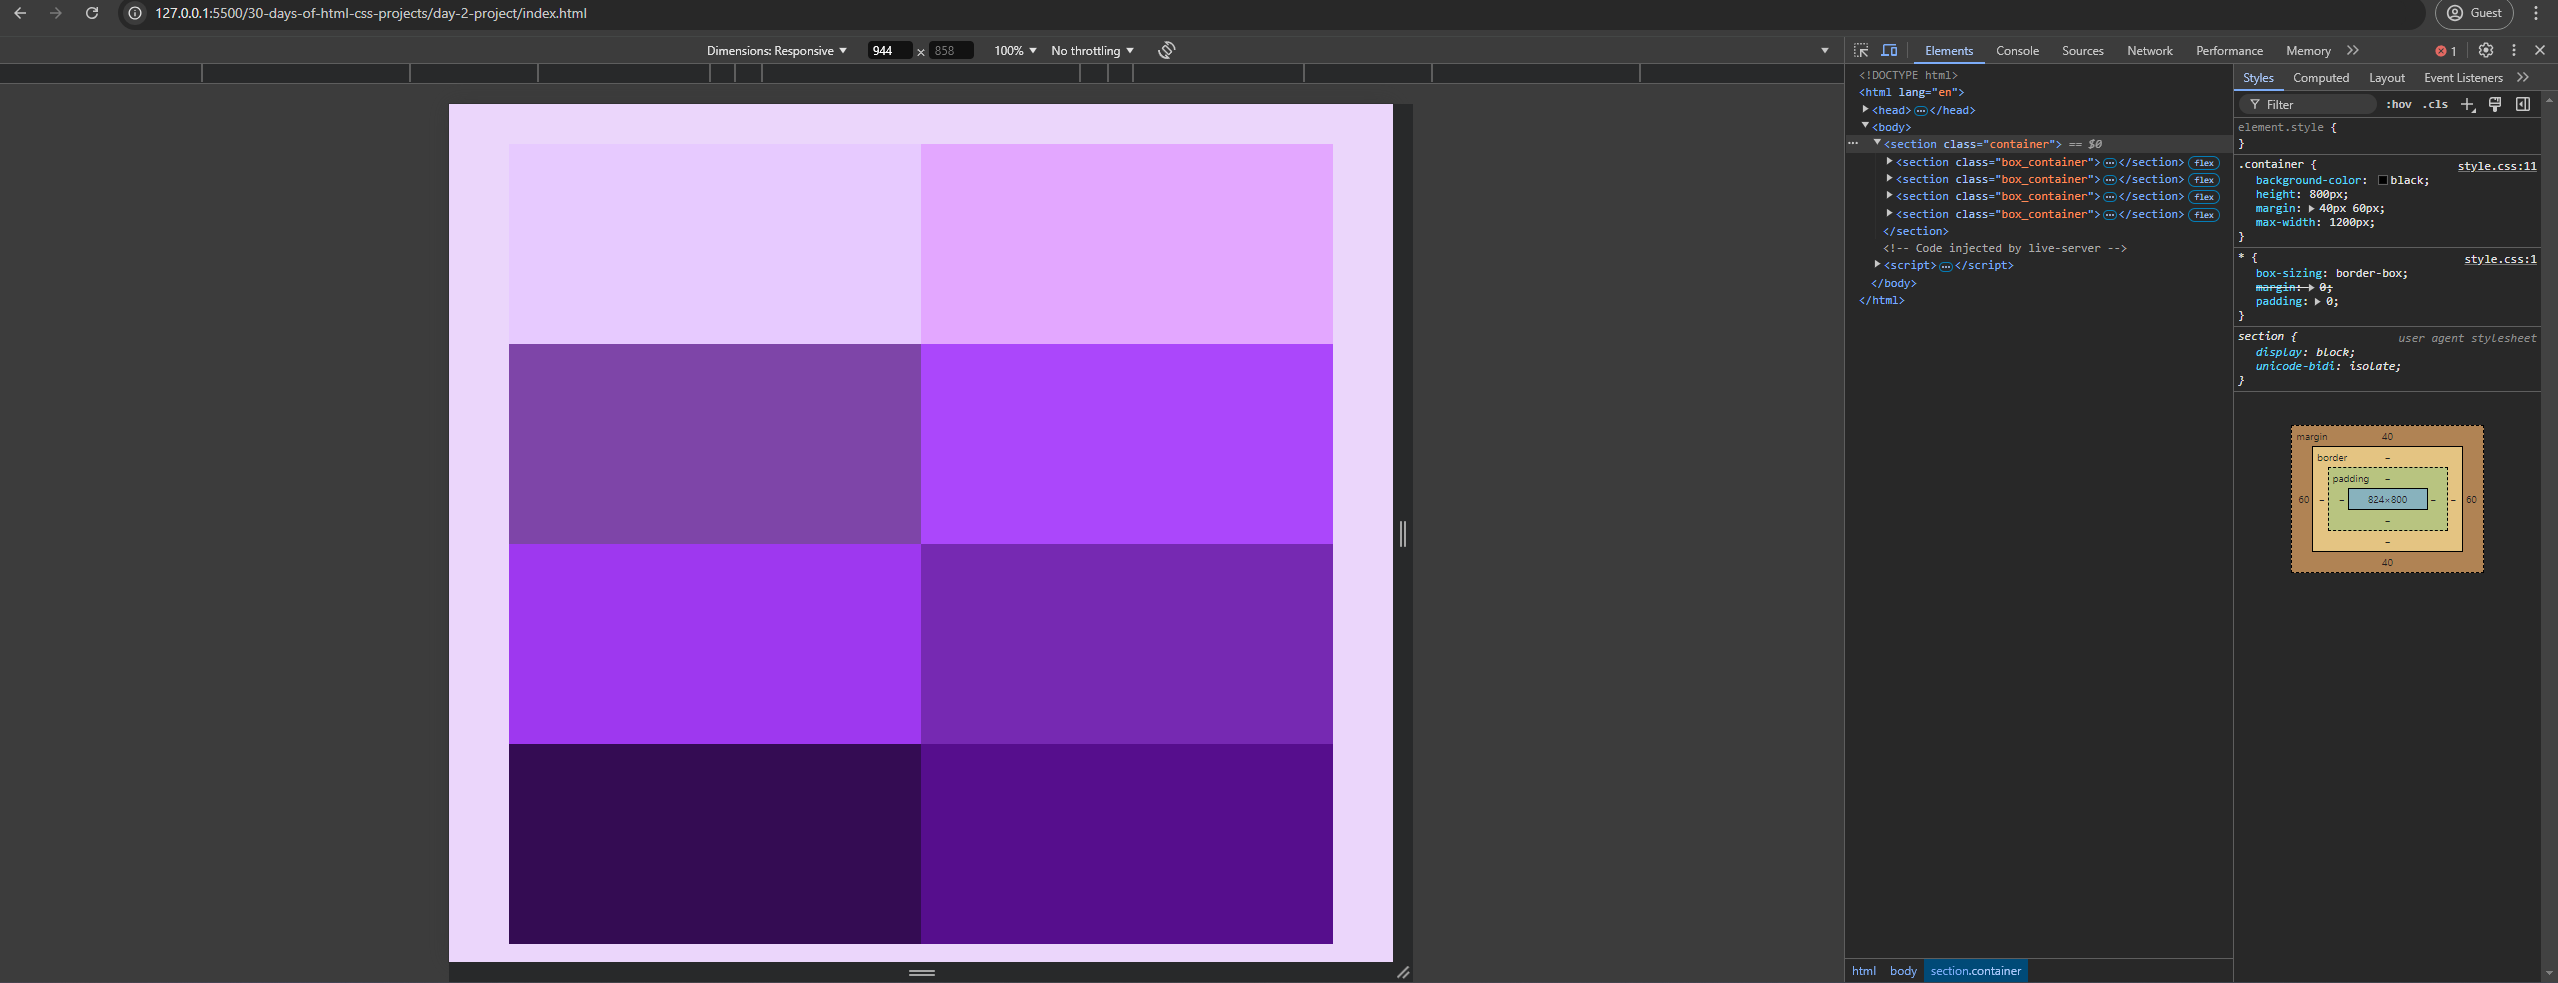 127.0.0.1:5500/30-days-of-html-css-projects/day-2-project/index.html
Guest
Dimensions: Responsive 944 × 858 100% No throttling
Elements Console Sources Network Performance Memory 1
<!DOCTYPE html>
<html lang="en">
<head> </head>
<body>
<section class="container"> == $0
<section class="box_container"> </section> flex
<section class="box_container"> </section> flex
<section class="box_container"> </section> flex
<section class="box_container"> </section> flex
</section>
<!-- Code injected by live-server -->
<script> </script>
</body>
</html>
html body section.container
Styles Computed Layout Event Listeners
Filter :hov .cls
element.style {
}
.container { style.css:11
background-color: black;
height: 800px;
margin: 40px 60px;
max-width: 1200px;
}
* { style.css:1
box-sizing: border-box;
margin: 0;
padding: 0;
}
section { user agent stylesheet
display: block;
unicode-bidi: isolate;
}
margin 40
border –
padding –
60 – – 824×800 – – 60
–
–
40